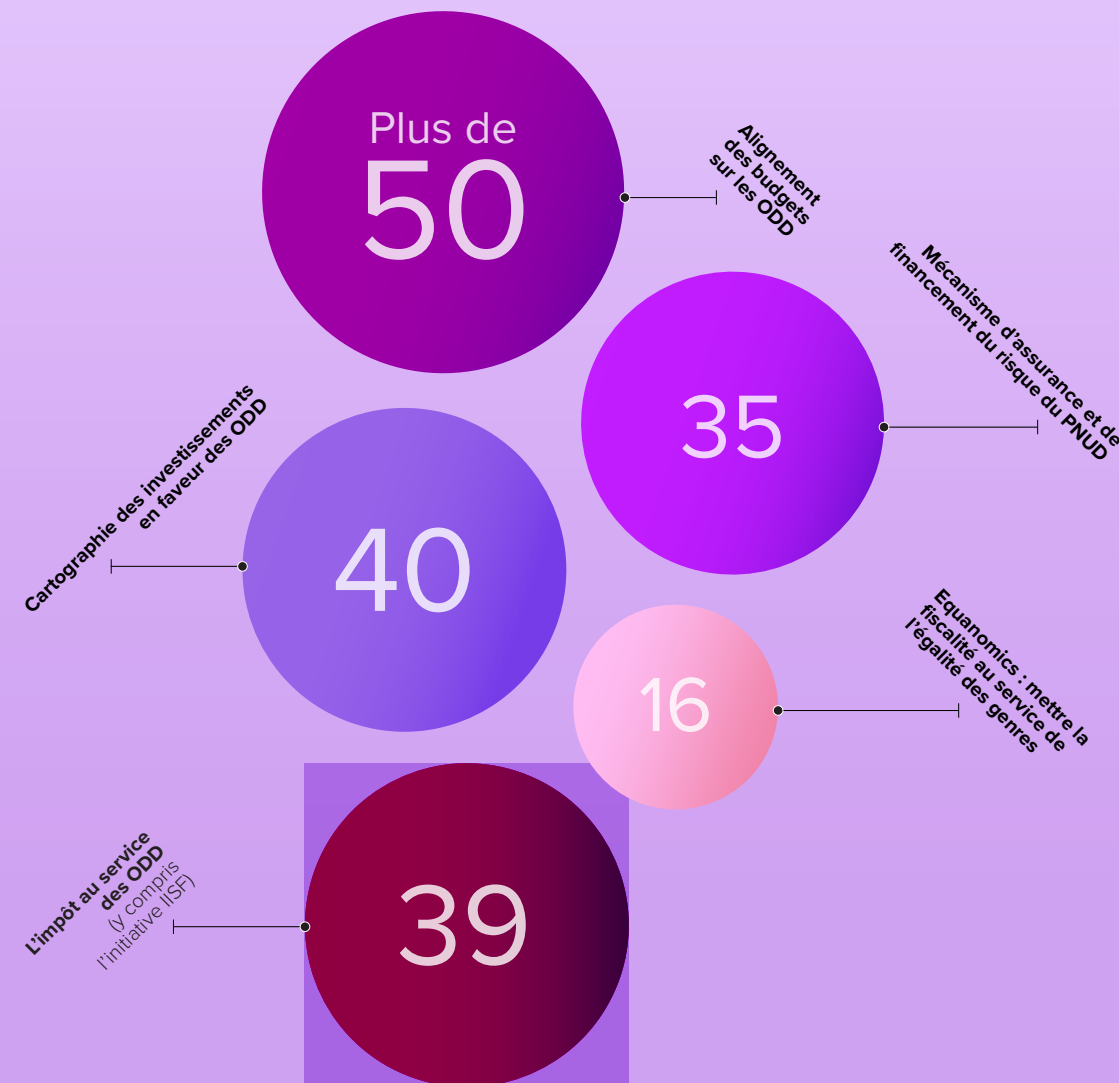 Plus de
50
Alignement
des budgets
sur les ODD
Mécanisme d'assurance et de
financement du risque du PNUD
35
Cartographie des investissements
en faveur des ODD
40
Equanomics : mettre la
fiscalité au service de
l'égalité des genres
16
L'impôt au service
des ODD
(y compris
l'initiative IISF)
39